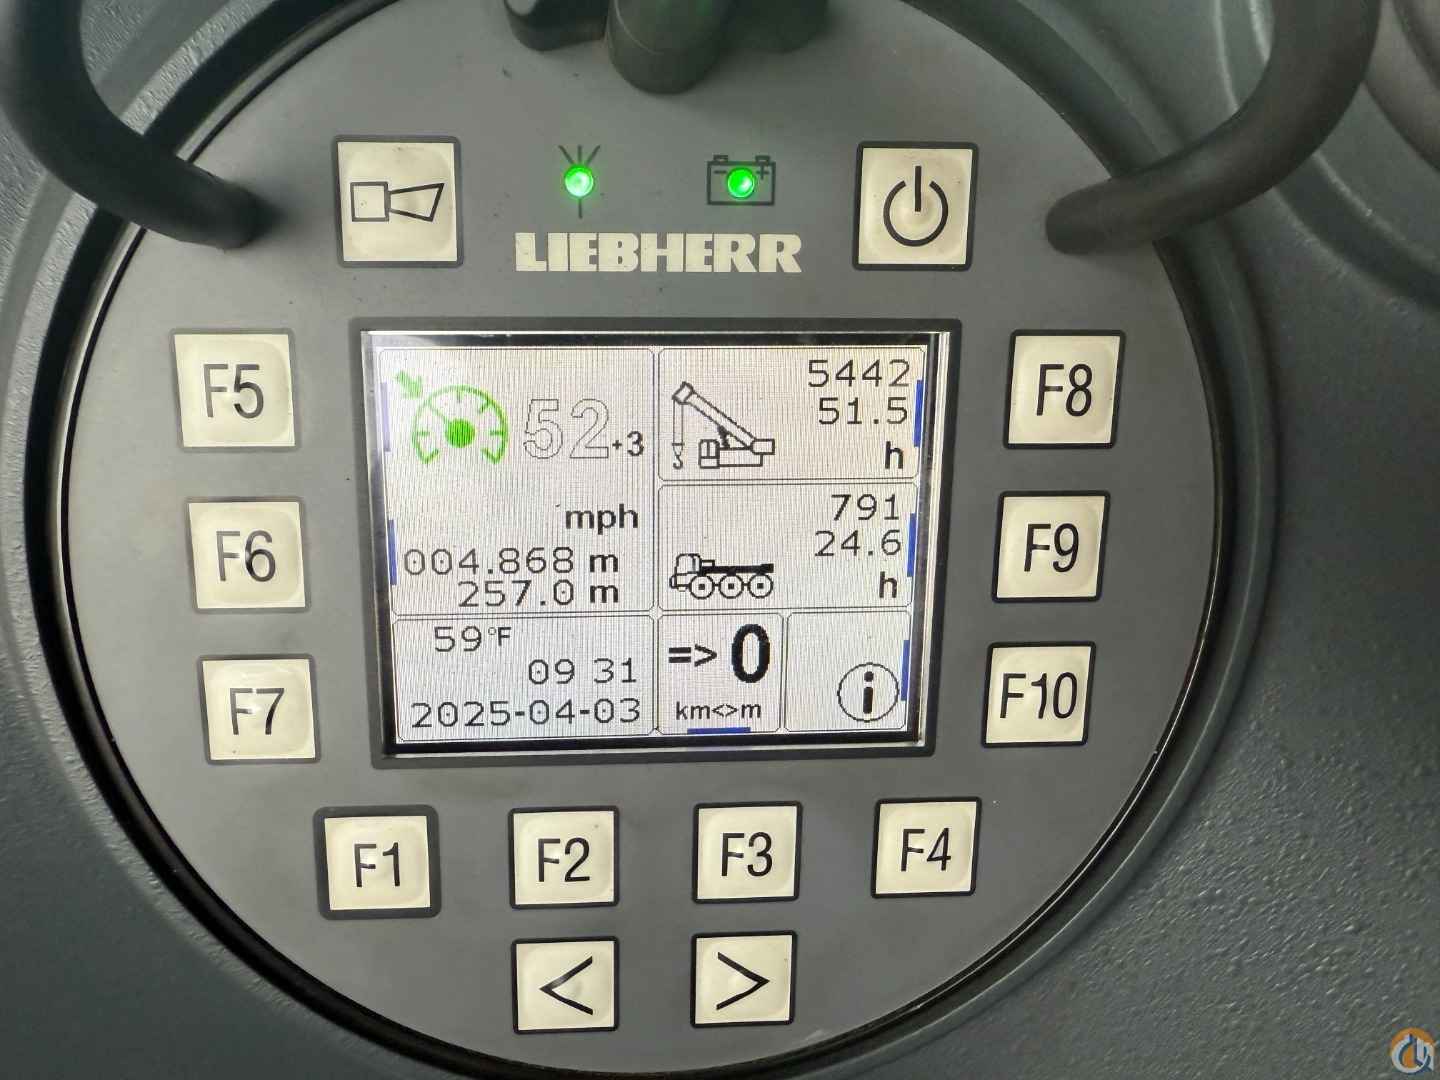 LIEBHERR
F5
F6
F7
52+3
mph
004.868 m
257.0 m
59°F
09 31
2025-04-03
5442
51.5
h
791
24.6
h
=> 0
km<>m
i
F8
F9
F10
F1
F2
F3
F4
<
>